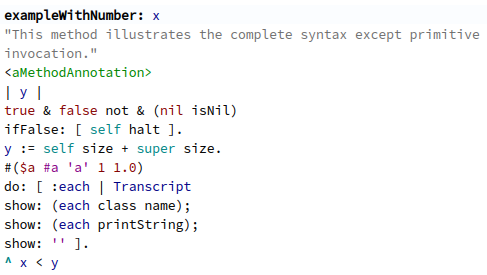 exampleWithNumber: x
"This method illustrates the complete syntax except primitive
invocation."
<aMethodAnnotation>
| y |
true & false not & (nil isNil)
ifFalse: [ self halt ].
y := self size + super size.
#($a #a 'a' 1 1.0)
do: [ :each | Transcript
show: (each class name);
show: (each printString);
show: '' ].
^ x < y